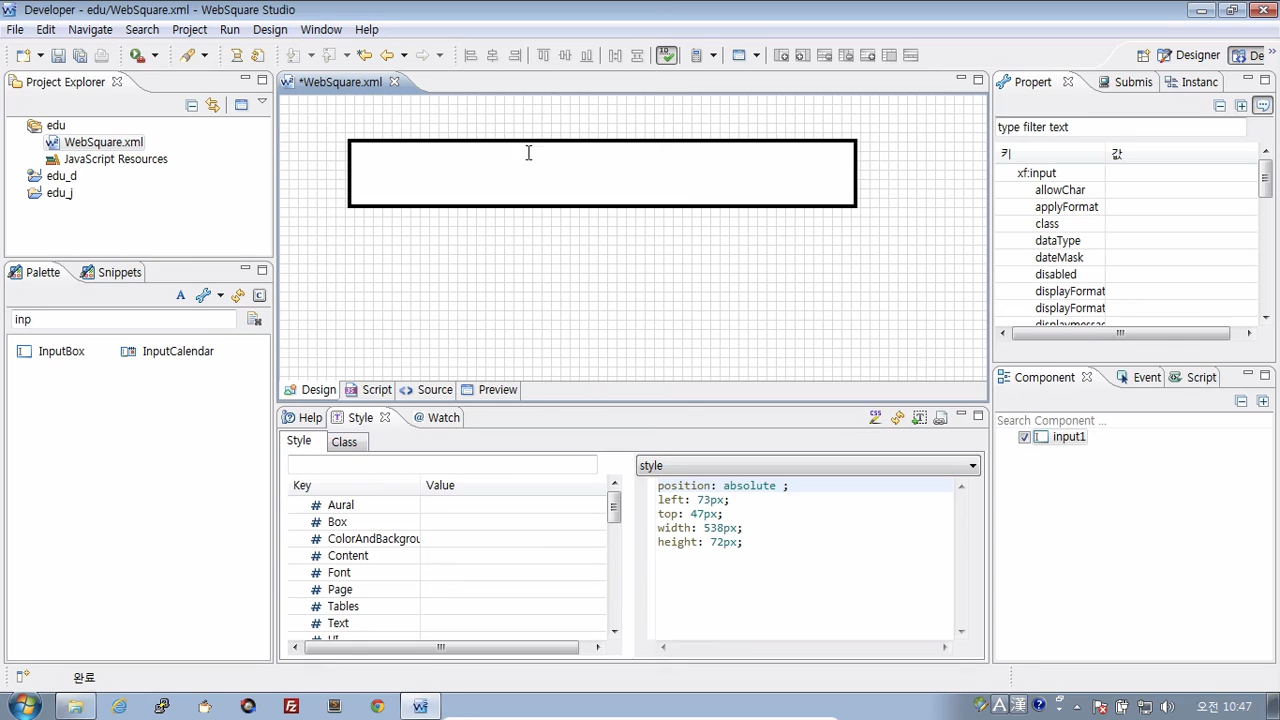 Developer - edu/WebSquare.xml - WebSquare Studio
File Edit Navigate Search Project Run Design Window Help
Designer De
Project Explorer
edu
WebSquare.xml
JavaScript Resources
edu_d
edu_j
Palette Snippets
inp
InputBox InputCalendar
*WebSquare.xml
Design Script Source Preview
Help Style Watch
Style Class
Key Value
Aural
Box
ColorAndBackgrou
Content
Font
Page
Tables
Text
style
position: absolute ;
left: 73px;
top: 47px;
width: 538px;
height: 72px;
Propert Submis Instanc
type filter text
키 값
xf:input
allowChar
applyFormat
class
dataType
dateMask
disabled
displayFormat
displayFormat
Component Event Script
Search Component ...
input1
완료
A 漢
오전 10:47